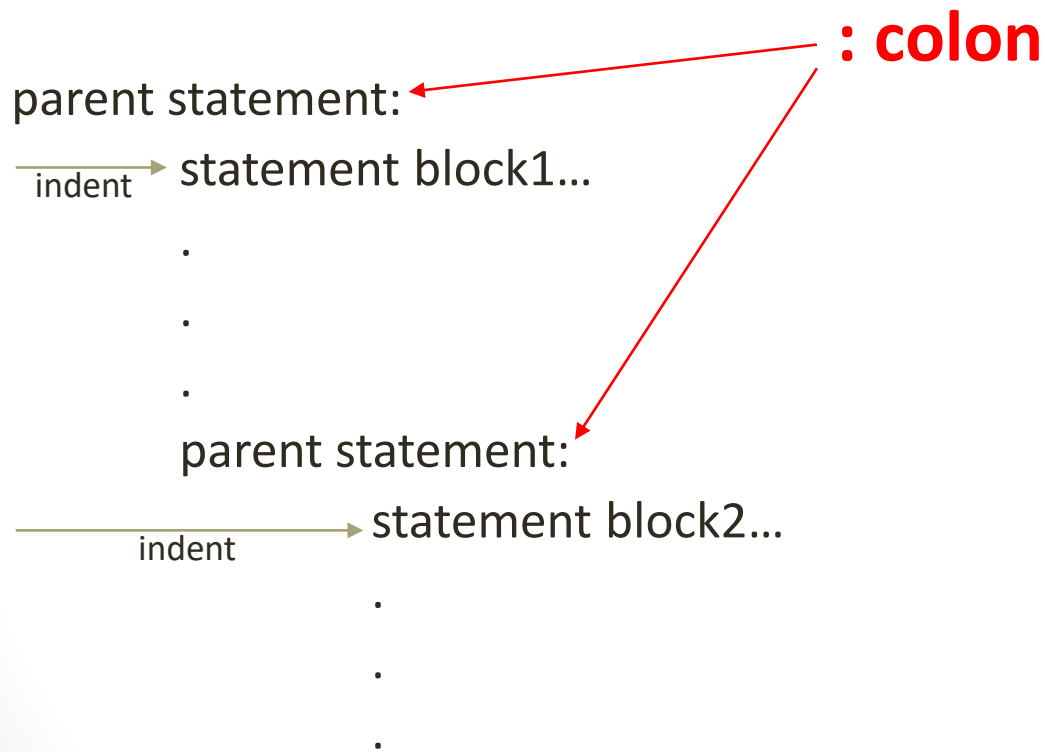 : colon
parent statement:
indent
statement block1…
.
.
.
parent statement:
statement block2…
indent
.
.
.